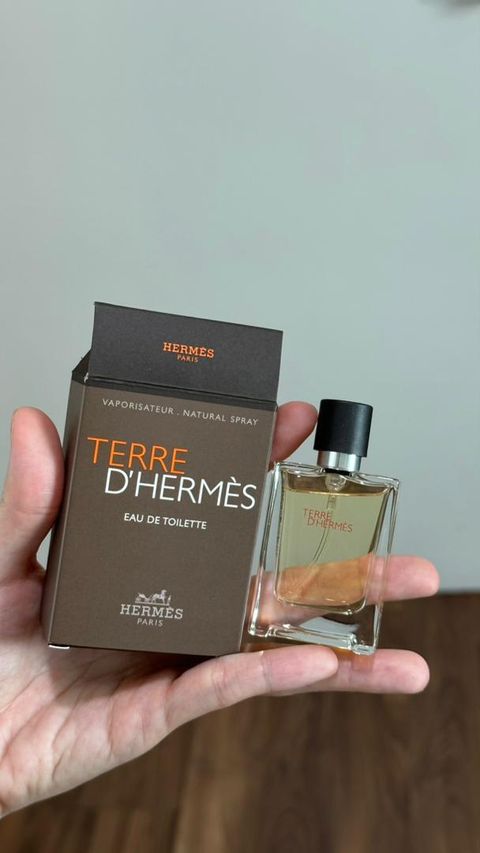 HERMÈS
PARIS
VAPORISATEUR . NATURAL SPRAY
TERRE
D'HERMÈS
EAU DE TOILETTE
HERMÈS
PARIS
TERRE
D'HERMÈS